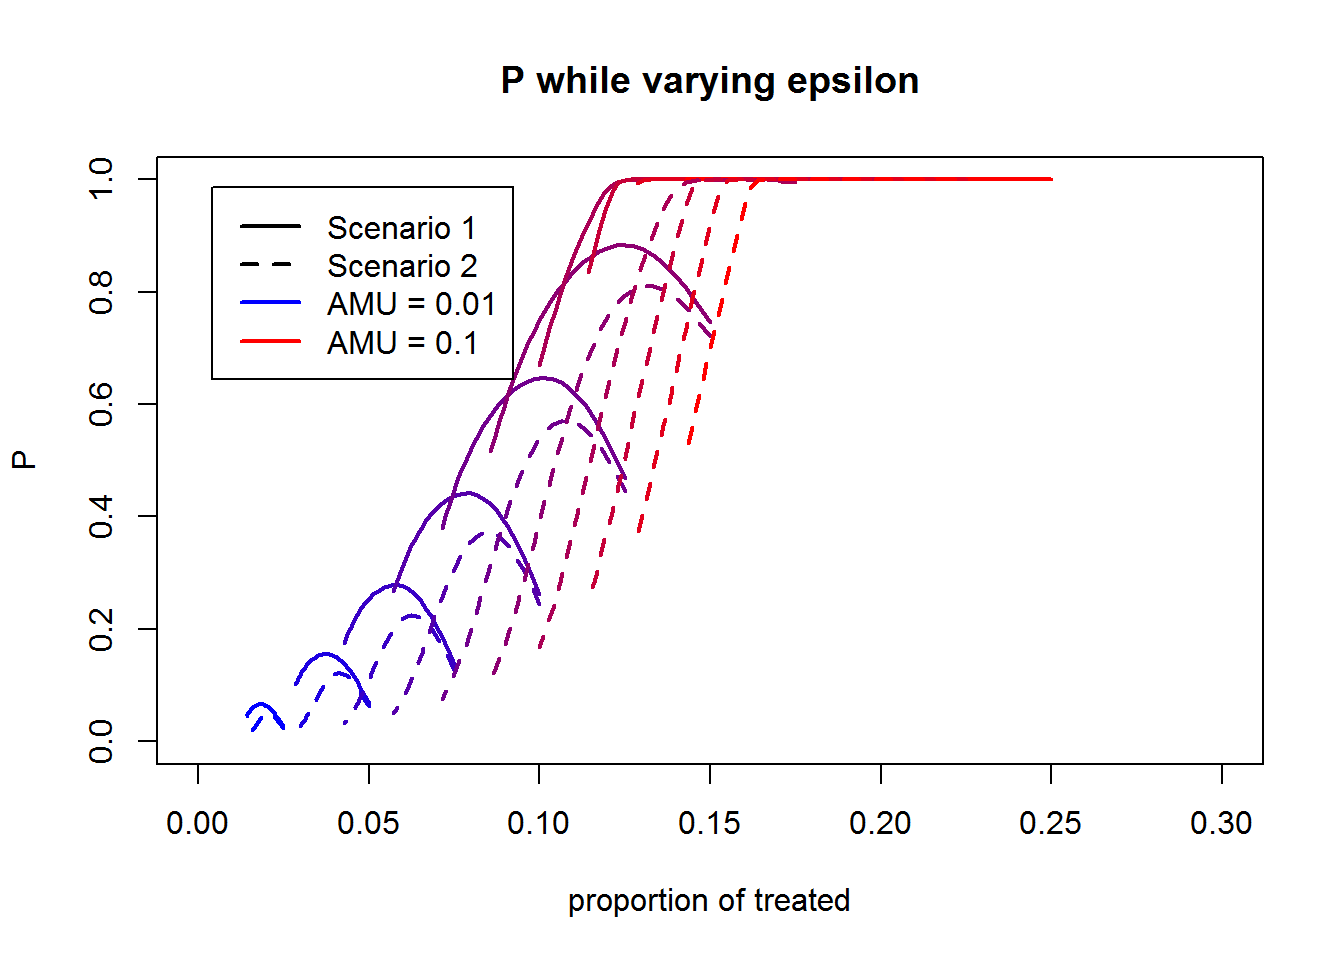 P while varying epsilon
P
1.0
0.8
0.6
0.4
0.2
0.0
Scenario 1
Scenario 2
AMU = 0.01
AMU = 0.1
0.00 0.05 0.10 0.15 0.20 0.25 0.30
proportion of treated